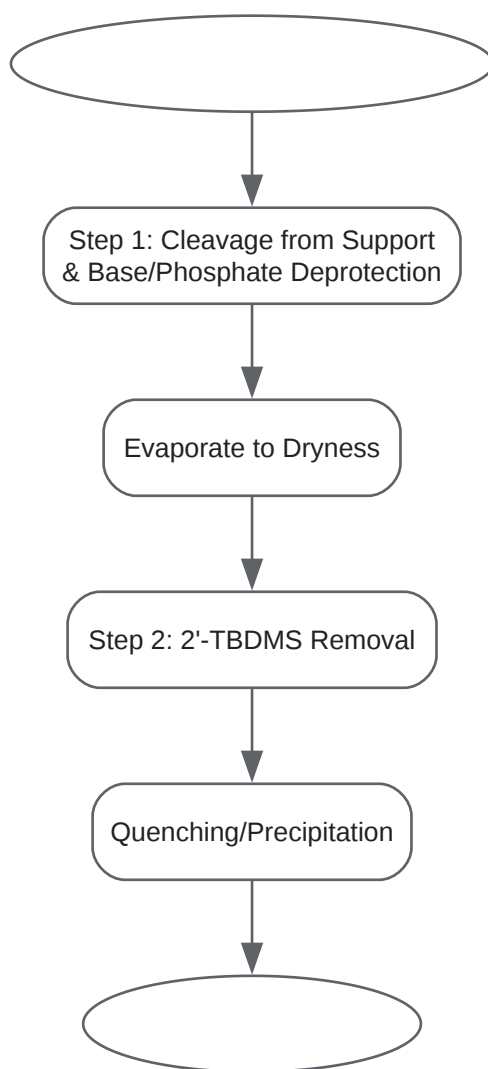 Step 1: Cleavage from Support
& Base/Phosphate Deprotection
Evaporate to Dryness
Step 2: 2'-TBDMS Removal
Quenching/Precipitation